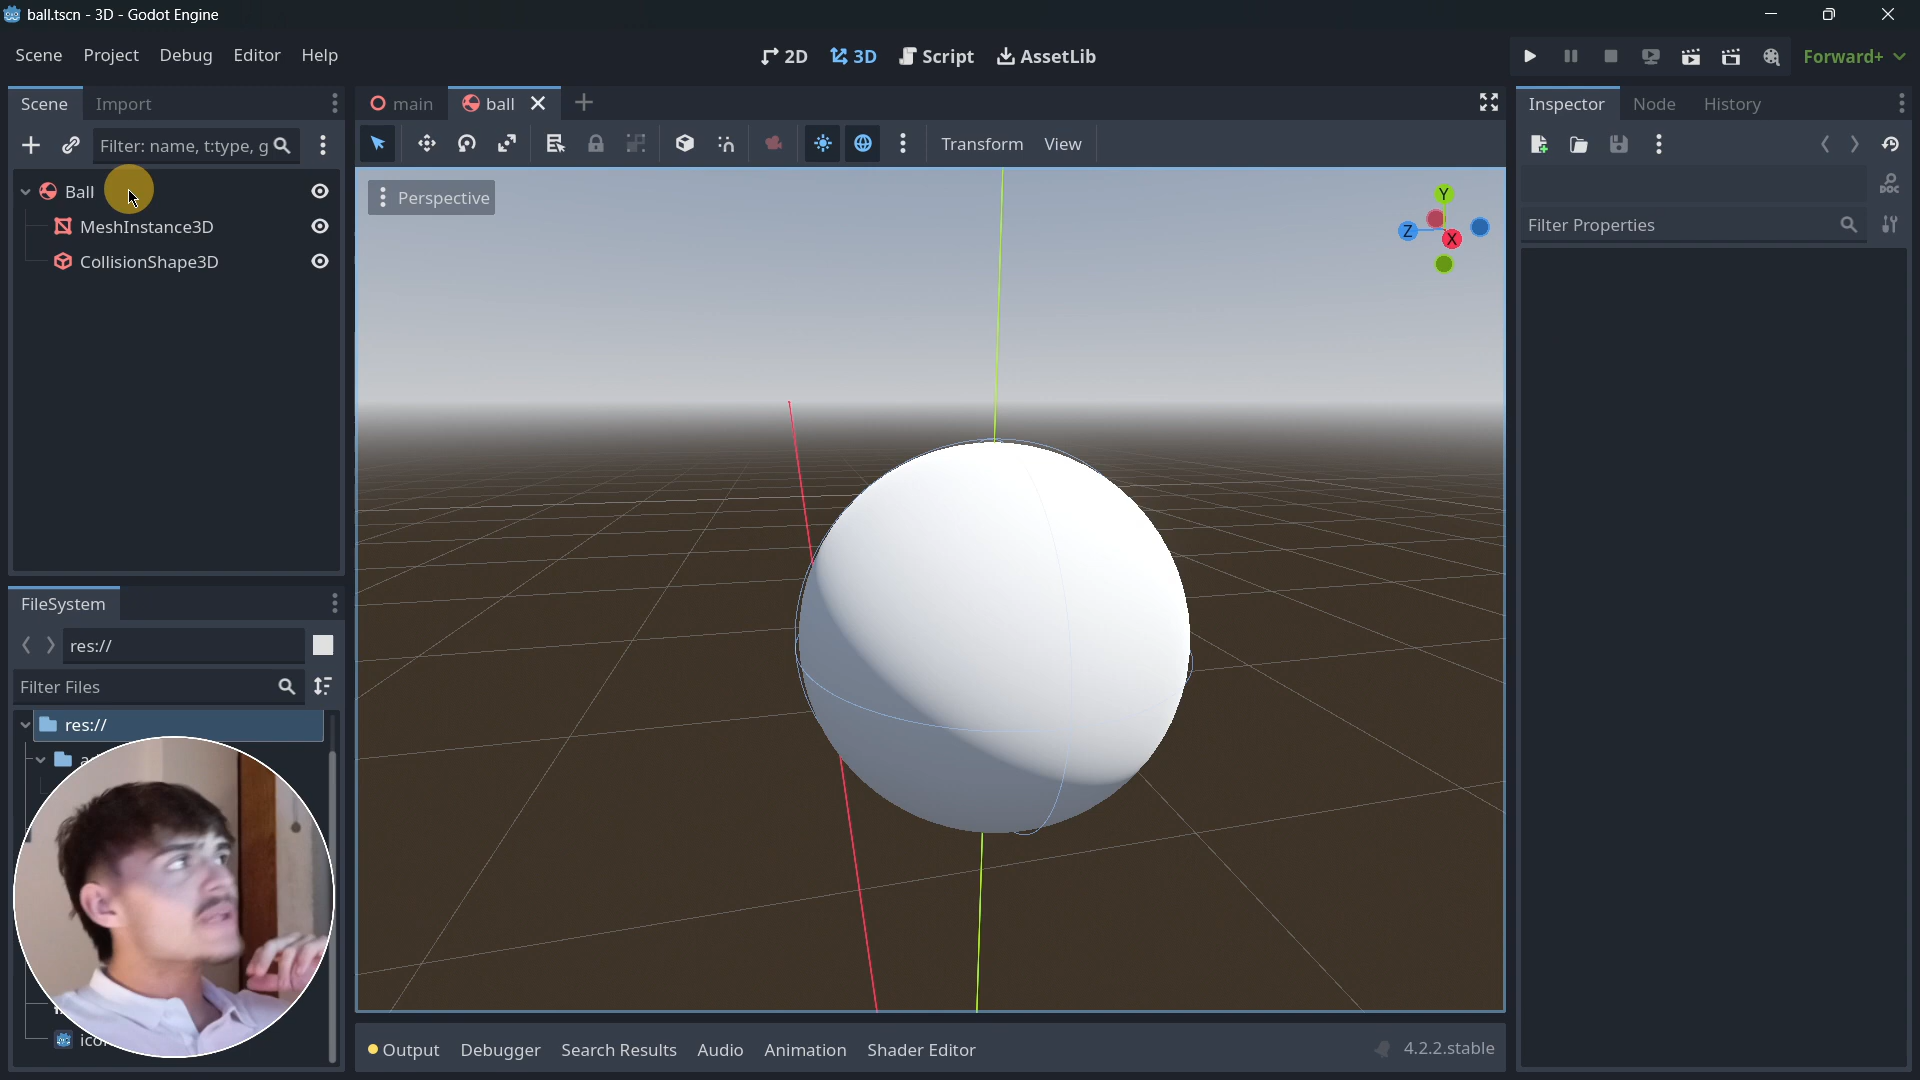 ball.tscn - 3D - Godot Engine
Scene Project Debug Editor Help
2D 3D Script AssetLib
Forward+
Scene Import
main ball
Inspector Node History
Filter: name, t:type, g
Transform View
Ball
MeshInstance3D
CollisionShape3D
Perspective
Y
Z
X
DOC
Filter Properties
FileSystem
res://
Filter Files
res://
Output Debugger Search Results Audio Animation Shader Editor
4.2.2.stable